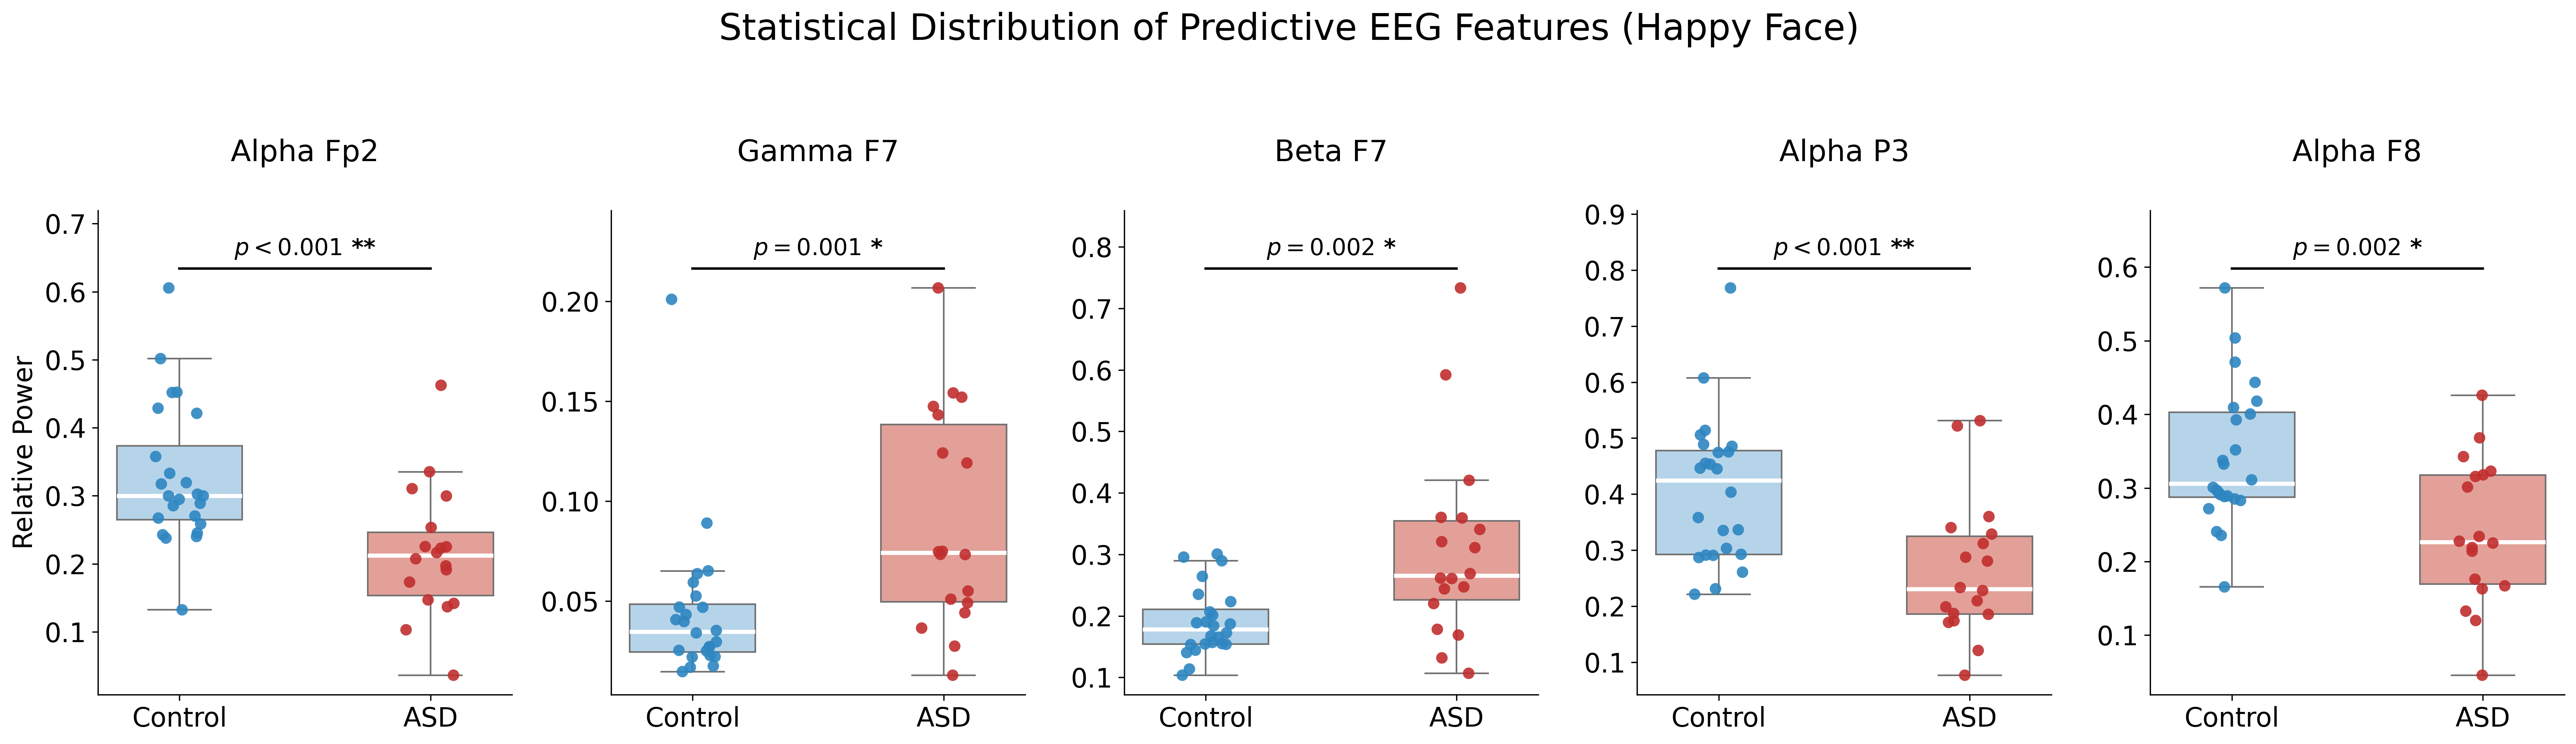 Statistical Distribution of Predictive EEG Features (Happy Face)
Alpha Fp2
Relative Power
0.7
0.6
0.5
0.4
0.3
0.2
0.1
p < 0.001 **
Control ASD
Gamma F7
0.20
0.15
0.10
0.05
p = 0.001 *
Control ASD
Beta F7
0.8
0.7
0.6
0.5
0.4
0.3
0.2
0.1
p = 0.002 *
Control ASD
Alpha P3
0.9
0.8
0.7
0.6
0.5
0.4
0.3
0.2
0.1
p < 0.001 **
Control ASD
Alpha F8
0.6
0.5
0.4
0.3
0.2
0.1
p = 0.002 *
Control ASD